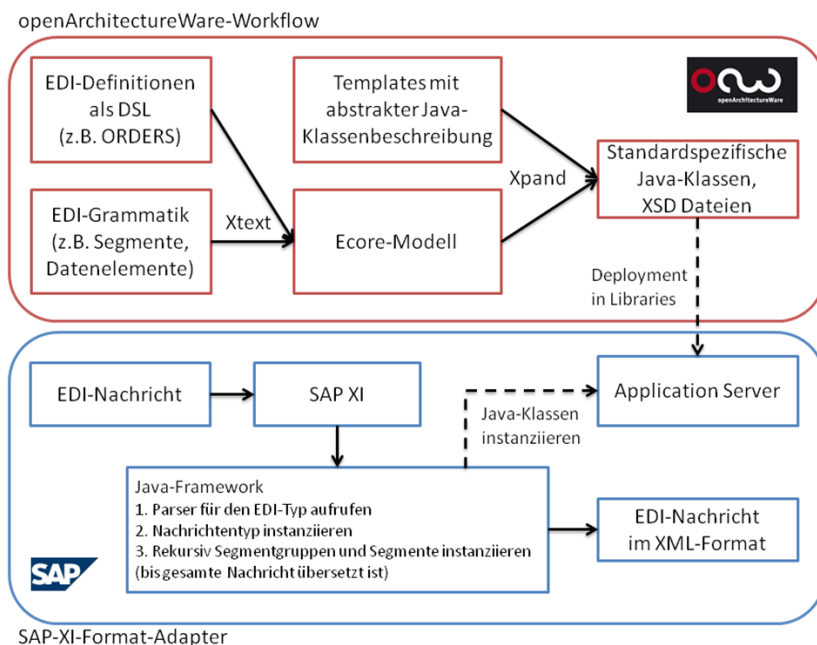 openArchitectureWare-Workflow
EDI-Definitionen
als DSL
(z.B. ORDERS)
Templates mit
abstrakter Java-
Klassenbeschreibung
oaw
openArchitectureWare
Standardspezifische
Java-Klassen,
XSD Dateien
Xpand
EDI-Grammatik
(z.B. Segmente,
Datenelemente)
Xtext
Ecore-Modell
Deployment
in Libraries
EDI-Nachricht
SAP XI
Application Server
Java-Klassen
instanziieren
Java-Framework
1. Parser für den EDI-Typ aufrufen
2. Nachrichtentyp instanziieren
3. Rekursiv Segmentgruppen und Segmente instanziieren
(bis gesamte Nachricht übersetzt ist)
EDI-Nachricht
im XML-Format
SAP
SAP-XI-Format-Adapter